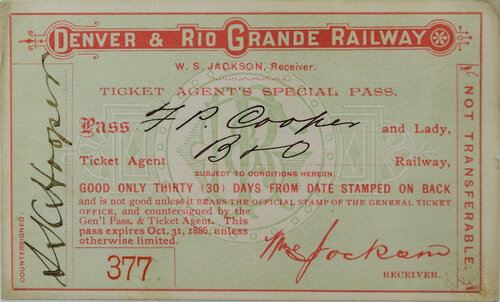 DENVER & RIO GRANDE RAILWAY
W. S. JACKSON, Receiver.
TICKET AGENT'S SPECIAL PASS.
Pass F. P. Cooper and Lady,
Ticket Agent B & O Railway,
SUBJECT TO CONDITIONS HEREON.
GOOD ONLY THIRTY (30) DAYS FROM DATE STAMPED ON BACK
and is not good unless it BEARS THE OFFICIAL STAMP OF THE GENERAL TICKET
OFFICE, and countersigned by the
Gen'l Pass. & Ticket Agent. This
pass expires Oct. 31, 1886, unless
otherwise limited.
377
Wm S Jackson
RECEIVER.
COUNTERSIGNED
S K Hooper
NOT TRANSFERABLE.